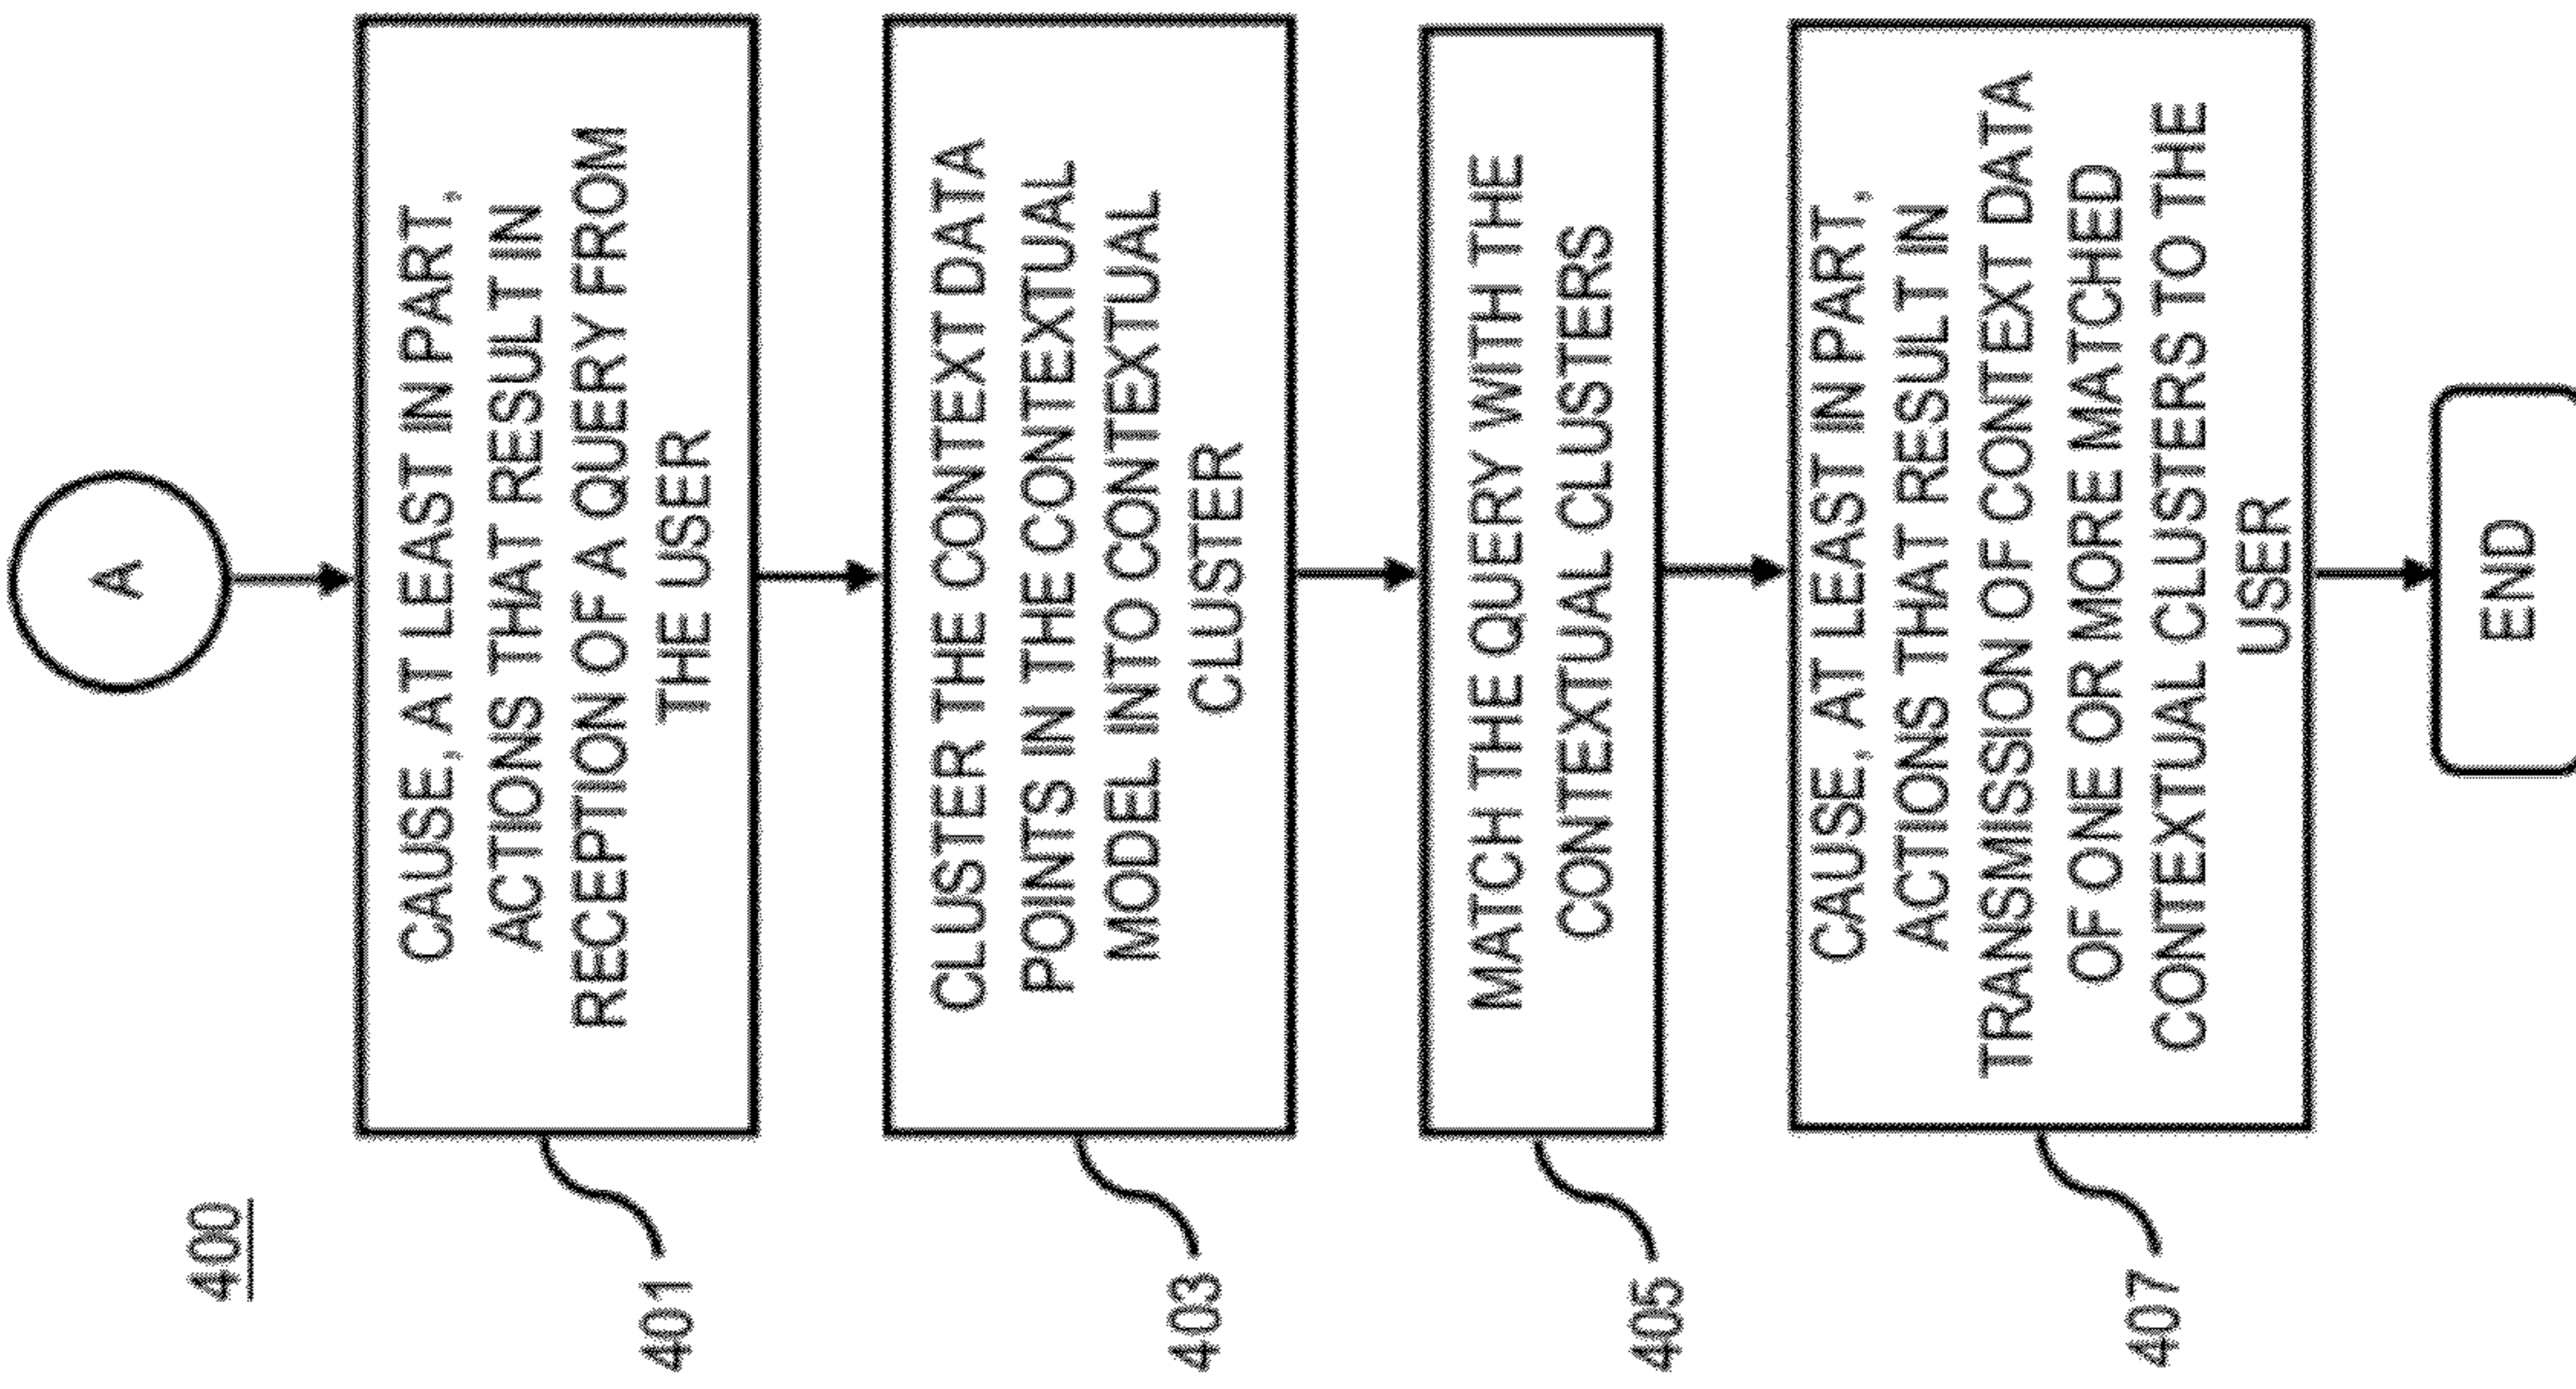 400
A
401
CAUSE, AT LEAST IN PART,
ACTIONS THAT RESULT IN
RECEPTION OF A QUERY FROM
THE USER
403
CLUSTER THE CONTEXT DATA
POINTS IN THE CONTEXTUAL
MODEL INTO CONTEXTUAL
CLUSTER
405
MATCH THE QUERY WITH THE
CONTEXTUAL CLUSTERS
407
CAUSE, AT LEAST IN PART,
ACTIONS THAT RESULT IN
TRANSMISSION OF CONTEXT DATA
OF ONE OR MORE MATCHED
CONTEXTUAL CLUSTERS TO THE
USER
END